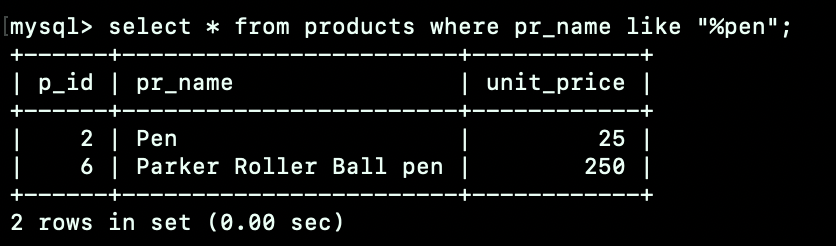 mysql> select * from products where pr_name like "%pen";
+------+-------------------------+------------+
| p_id | pr_name                 | unit_price |
+------+-------------------------+------------+
|    2 | Pen                     |         25 |
|    6 | Parker Roller Ball pen  |        250 |
+------+-------------------------+------------+
2 rows in set (0.00 sec)